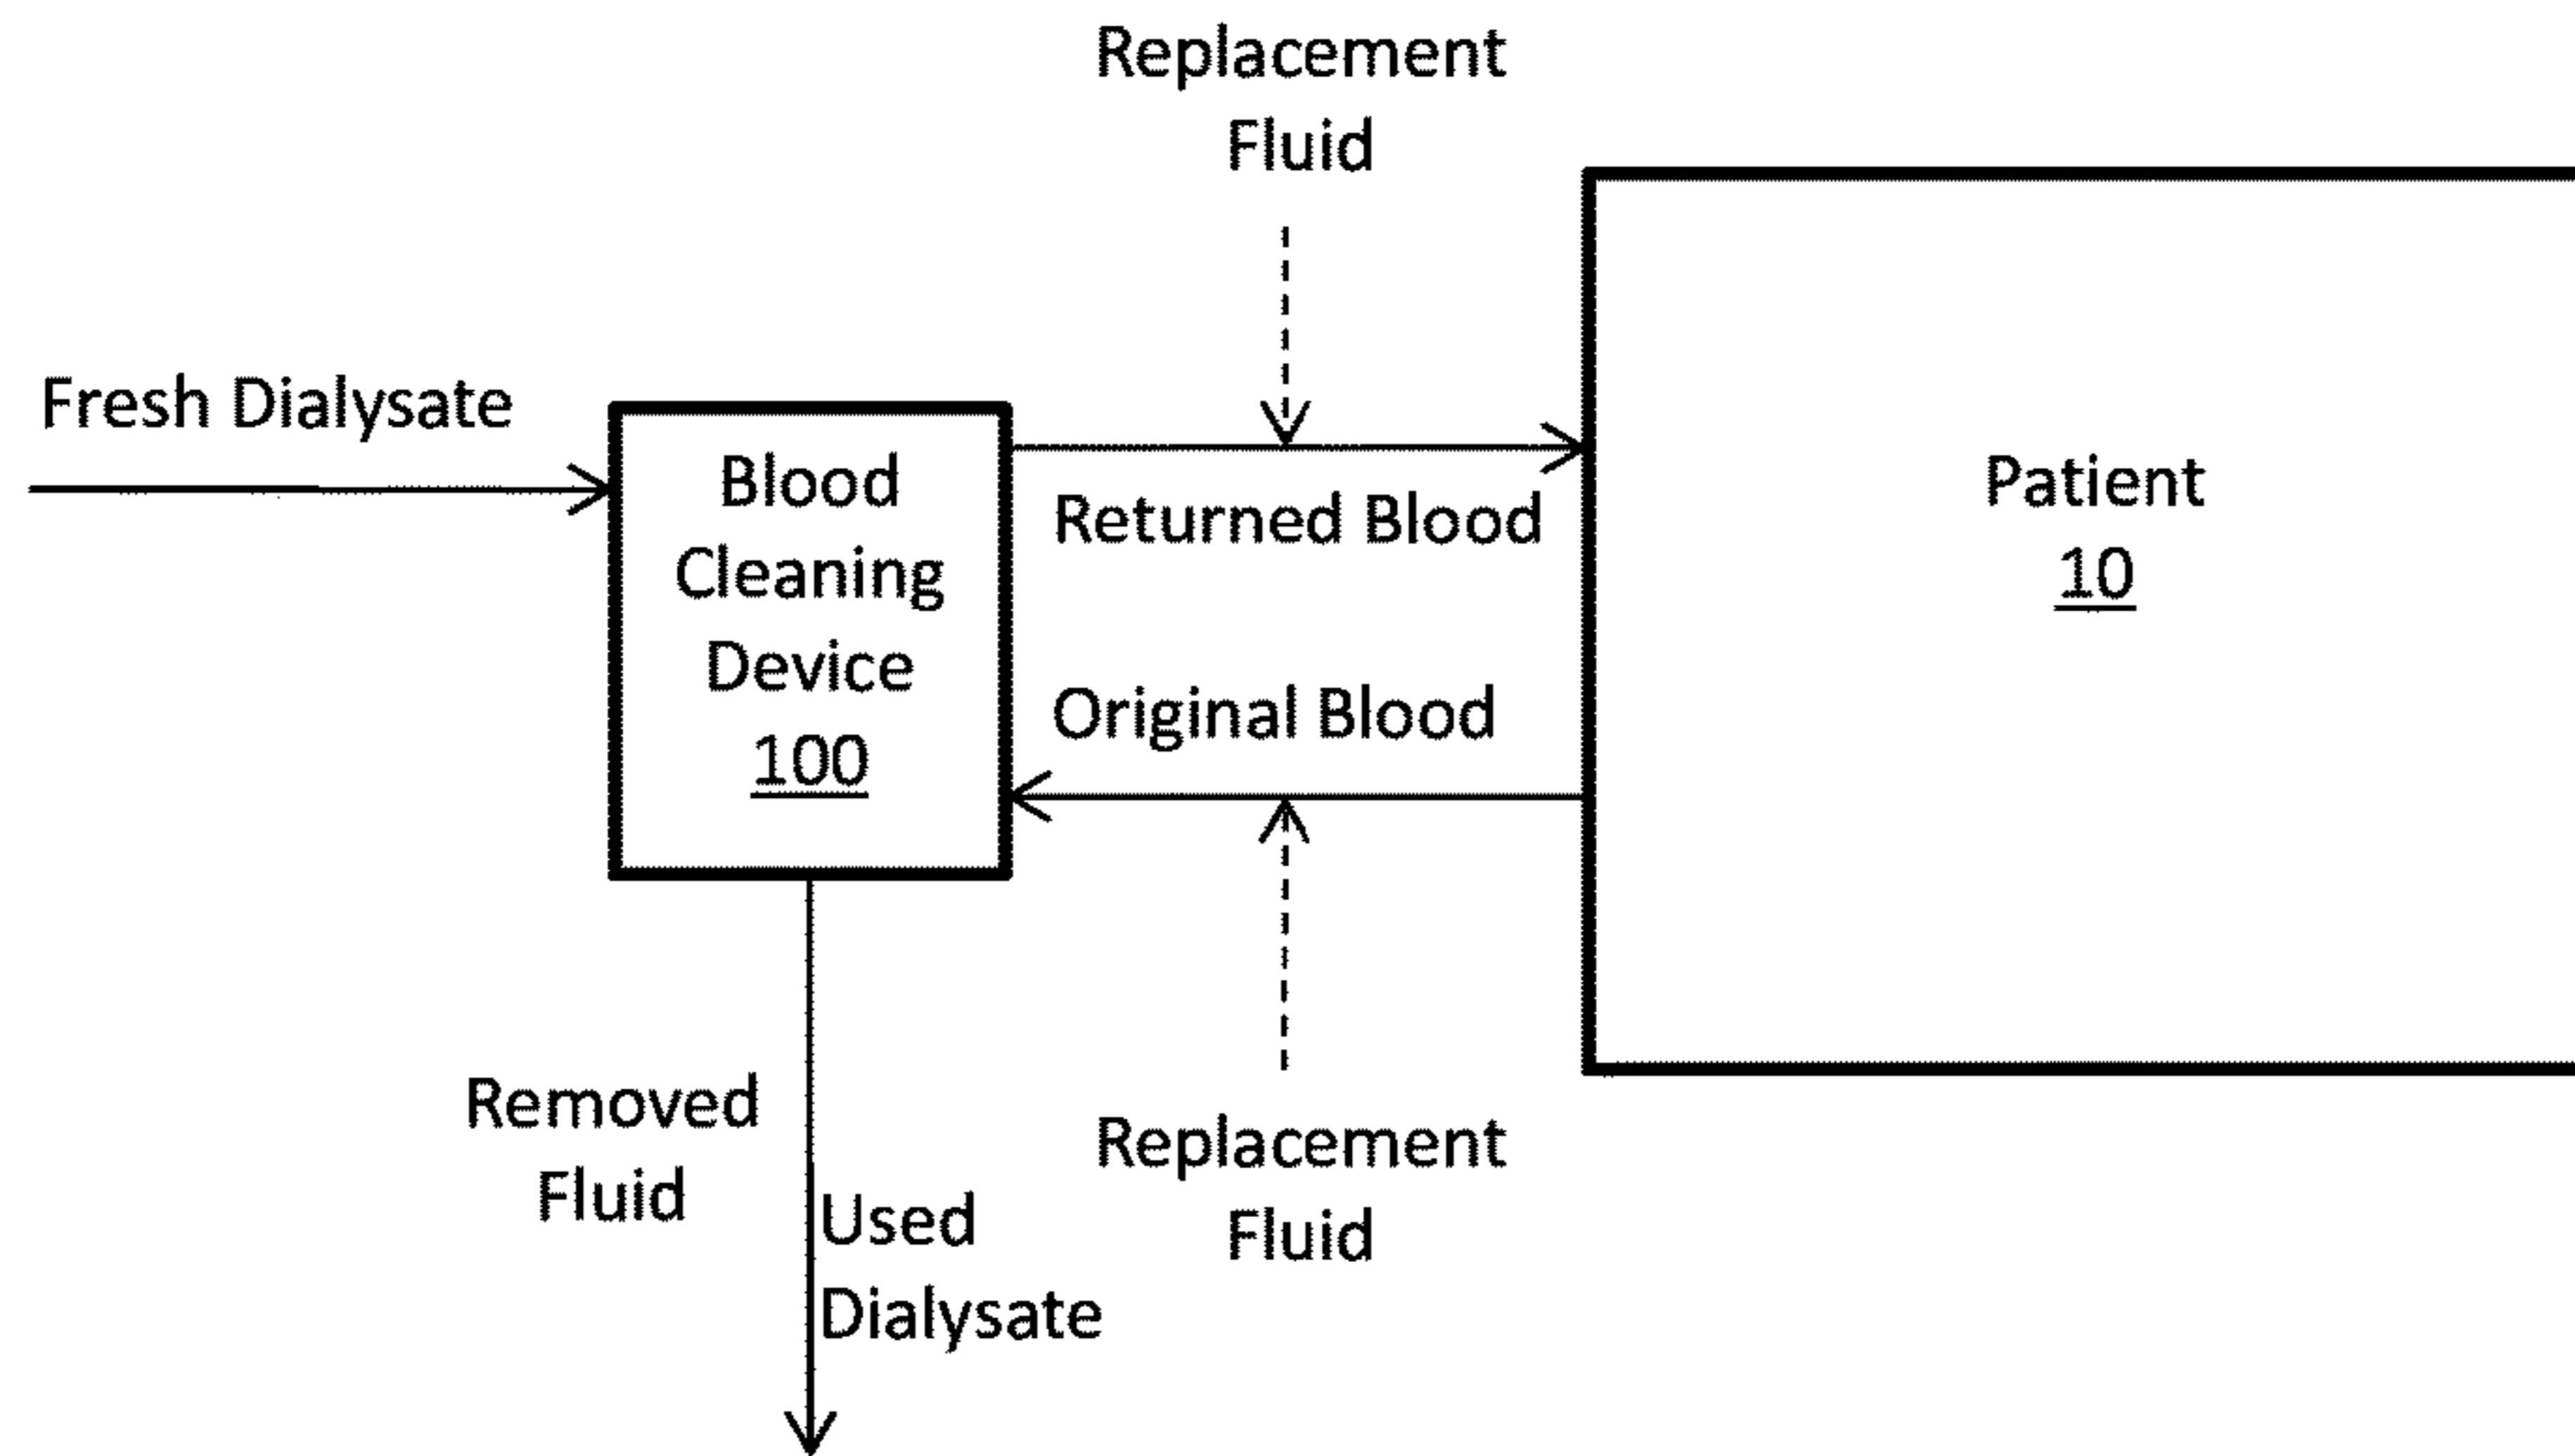 Replacement
Fluid
Fresh Dialysate
Blood
Cleaning
Device
100
Returned Blood
Original Blood
Patient
10
Removed
Fluid
Used
Dialysate
Replacement
Fluid